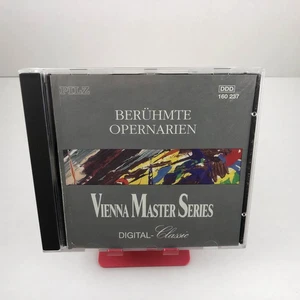 PILZ
DDD
160 237
BERÜHMTE
OPERNARIEN
VIENNA MASTER SERIES
DIGITAL-Classic